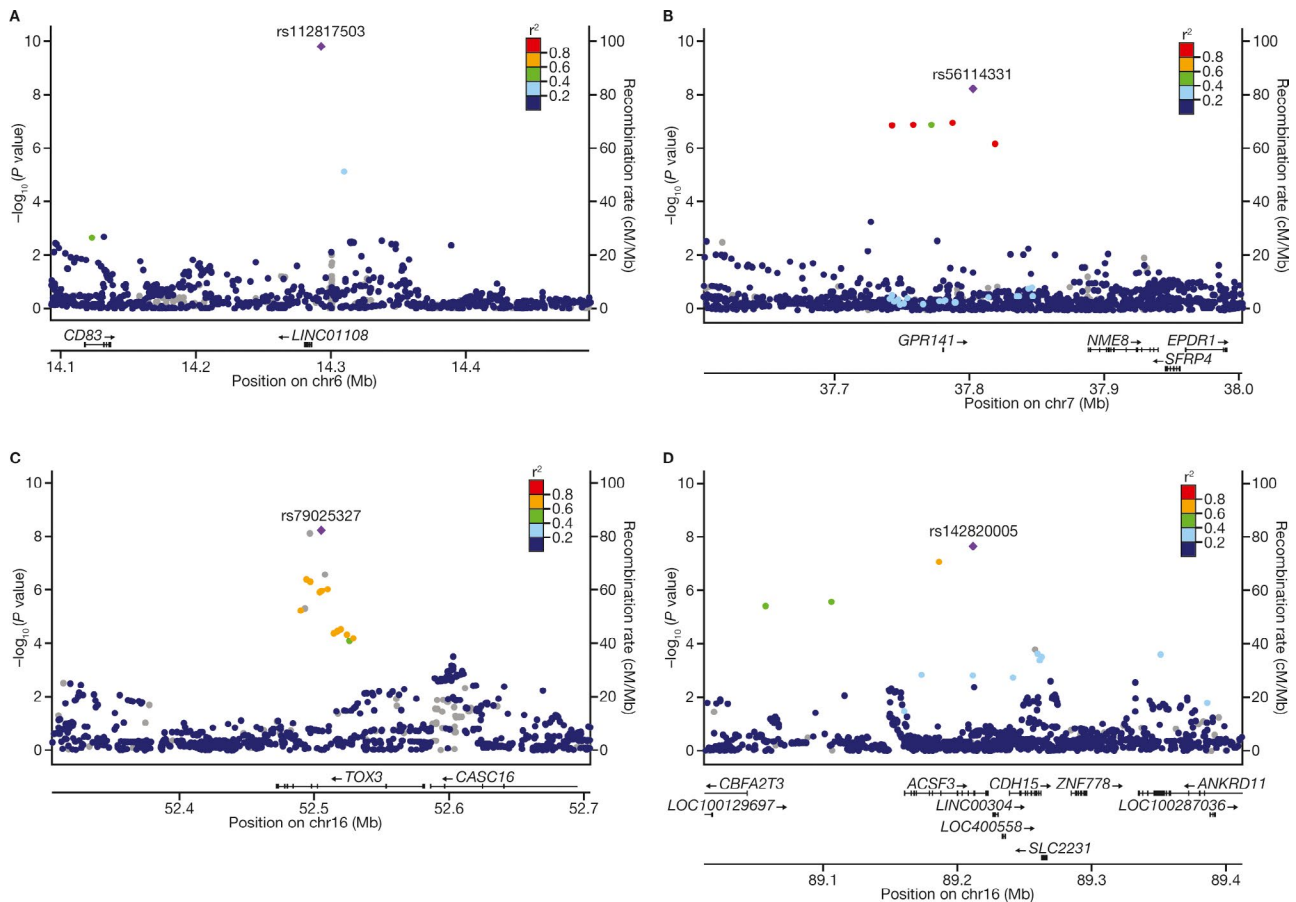 A
rs112817503
r²
0.8
0.6
0.4
0.2
10
8
6
4
2
0
–log₁₀ (P value)
100
80
60
40
20
0
Recombination rate (cM/Mb)
CD83→
←LINC01108
14.1
14.2
14.3
14.4
Position on chr6 (Mb)
B
rs56114331
r²
0.8
0.6
0.4
0.2
10
8
6
4
2
0
–log₁₀ (P value)
100
80
60
40
20
0
Recombination rate (cM/Mb)
GPR141→
NME8→
EPDR1→
←SFRP4
37.7
37.8
37.9
38.0
Position on chr7 (Mb)
C
rs79025327
r²
0.8
0.6
0.4
0.2
10
8
6
4
2
0
–log₁₀ (P value)
100
80
60
40
20
0
Recombination rate (cM/Mb)
←TOX3
←CASC16
52.4
52.5
52.6
52.7
Position on chr16 (Mb)
D
rs142820005
r²
0.8
0.6
0.4
0.2
10
8
6
4
2
0
–log₁₀ (P value)
100
80
60
40
20
0
Recombination rate (cM/Mb)
←CBFA2T3
ACSF3→
CDH15→
ZNF778→
←ANKRD11
LOC100129697→
LINC00304→
LOC100287036→
LOC400558→
←SLC2231
89.1
89.2
89.3
89.4
Position on chr16 (Mb)